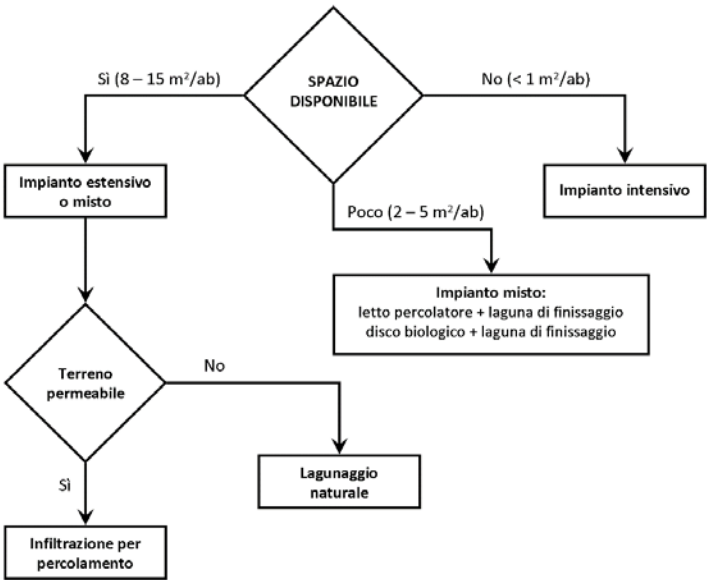 SPAZIO
DISPONIBILE
Sì (8 – 15 m²/ab)
No (< 1 m²/ab)
Impianto estensivo
o misto
Impianto intensivo
Poco (2 – 5 m²/ab)
Impianto misto:
letto percolatore + laguna di finissaggio
disco biologico + laguna di finissaggio
Terreno
permeabile
No
Lagunaggio
naturale
Sì
Infiltrazione per
percolamento